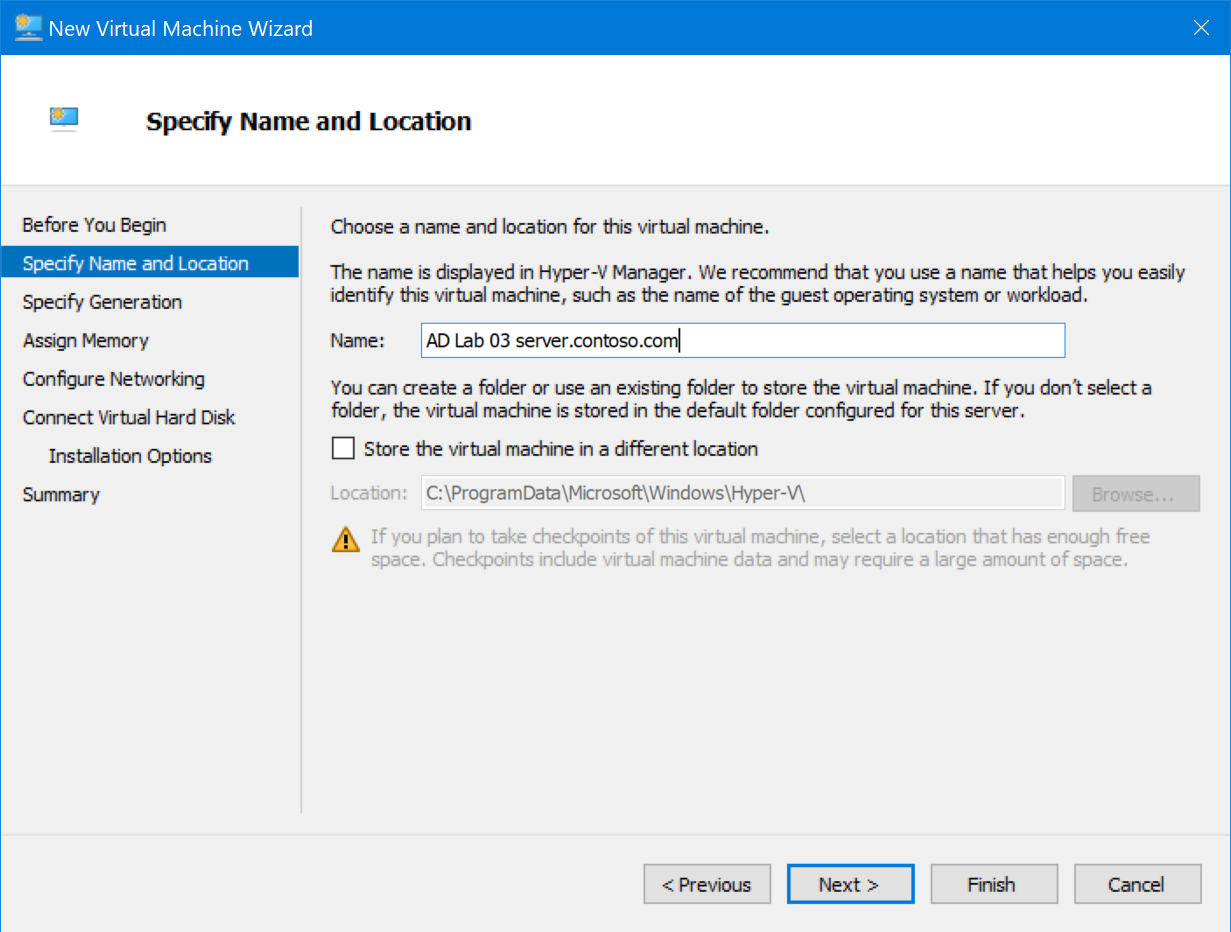 New Virtual Machine Wizard
Specify Name and Location
Before You Begin
Specify Name and Location
Specify Generation
Assign Memory
Configure Networking
Connect Virtual Hard Disk
Installation Options
Summary
Choose a name and location for this virtual machine.
The name is displayed in Hyper-V Manager. We recommend that you use a name that helps you easily
identify this virtual machine, such as the name of the guest operating system or workload.
Name: AD Lab 03 server.contoso.com
You can create a folder or use an existing folder to store the virtual machine. If you don't select a
folder, the virtual machine is stored in the default folder configured for this server.
Store the virtual machine in a different location
Location: C:\ProgramData\Microsoft\Windows\Hyper-V\ Browse...
If you plan to take checkpoints of this virtual machine, select a location that has enough free
space. Checkpoints include virtual machine data and may require a large amount of space.
< Previous Next > Finish Cancel